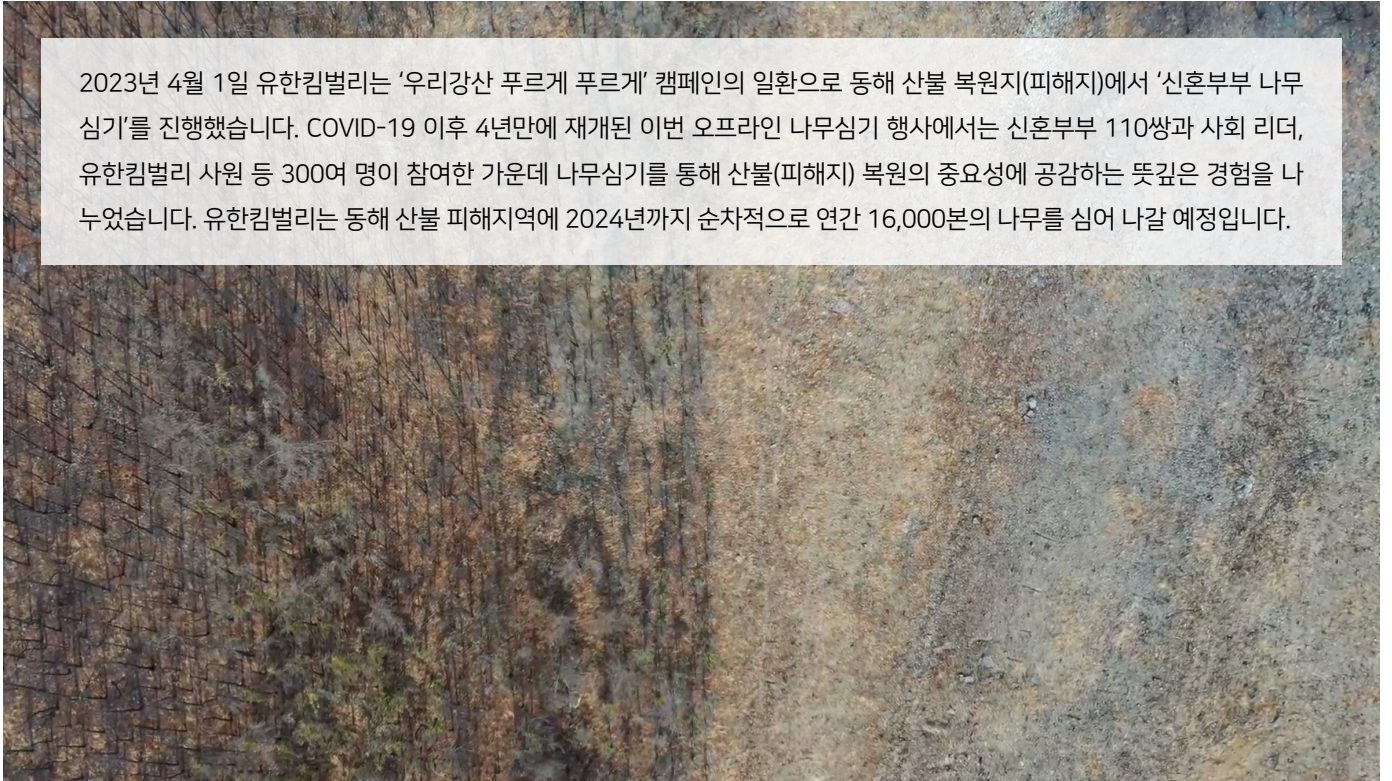 2023년 4월 1일 유한킴벌리는 ‘우리강산 푸르게 푸르게’ 캠페인의 일환으로 동해 산불 복원지(피해지)에서 ‘신혼부부 나무
심기’를 진행했습니다. COVID-19 이후 4년만에 재개된 이번 오프라인 나무심기 행사에서는 신혼부부 110쌍과 사회 리더,
유한킴벌리 사원 등 300여 명이 참여한 가운데 나무심기를 통해 산불(피해지) 복원의 중요성에 공감하는 뜻깊은 경험을 나
누었습니다. 유한킴벌리는 동해 산불 피해지역에 2024년까지 순차적으로 연간 16,000본의 나무를 심어 나갈 예정입니다.